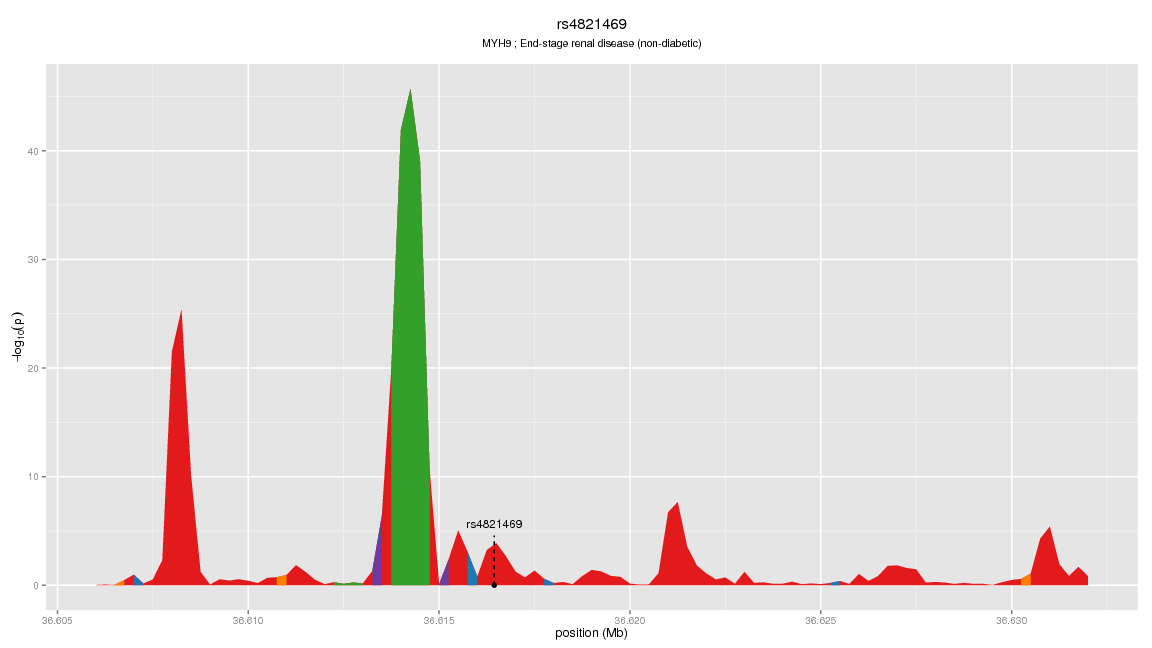 rs4821469
MYH9 ; End-stage renal disease (non-diabetic)
−log10(p)
40
30
20
10
0
rs4821469
36.605 36.610 36.615 36.620 36.625 36.630
position (Mb)